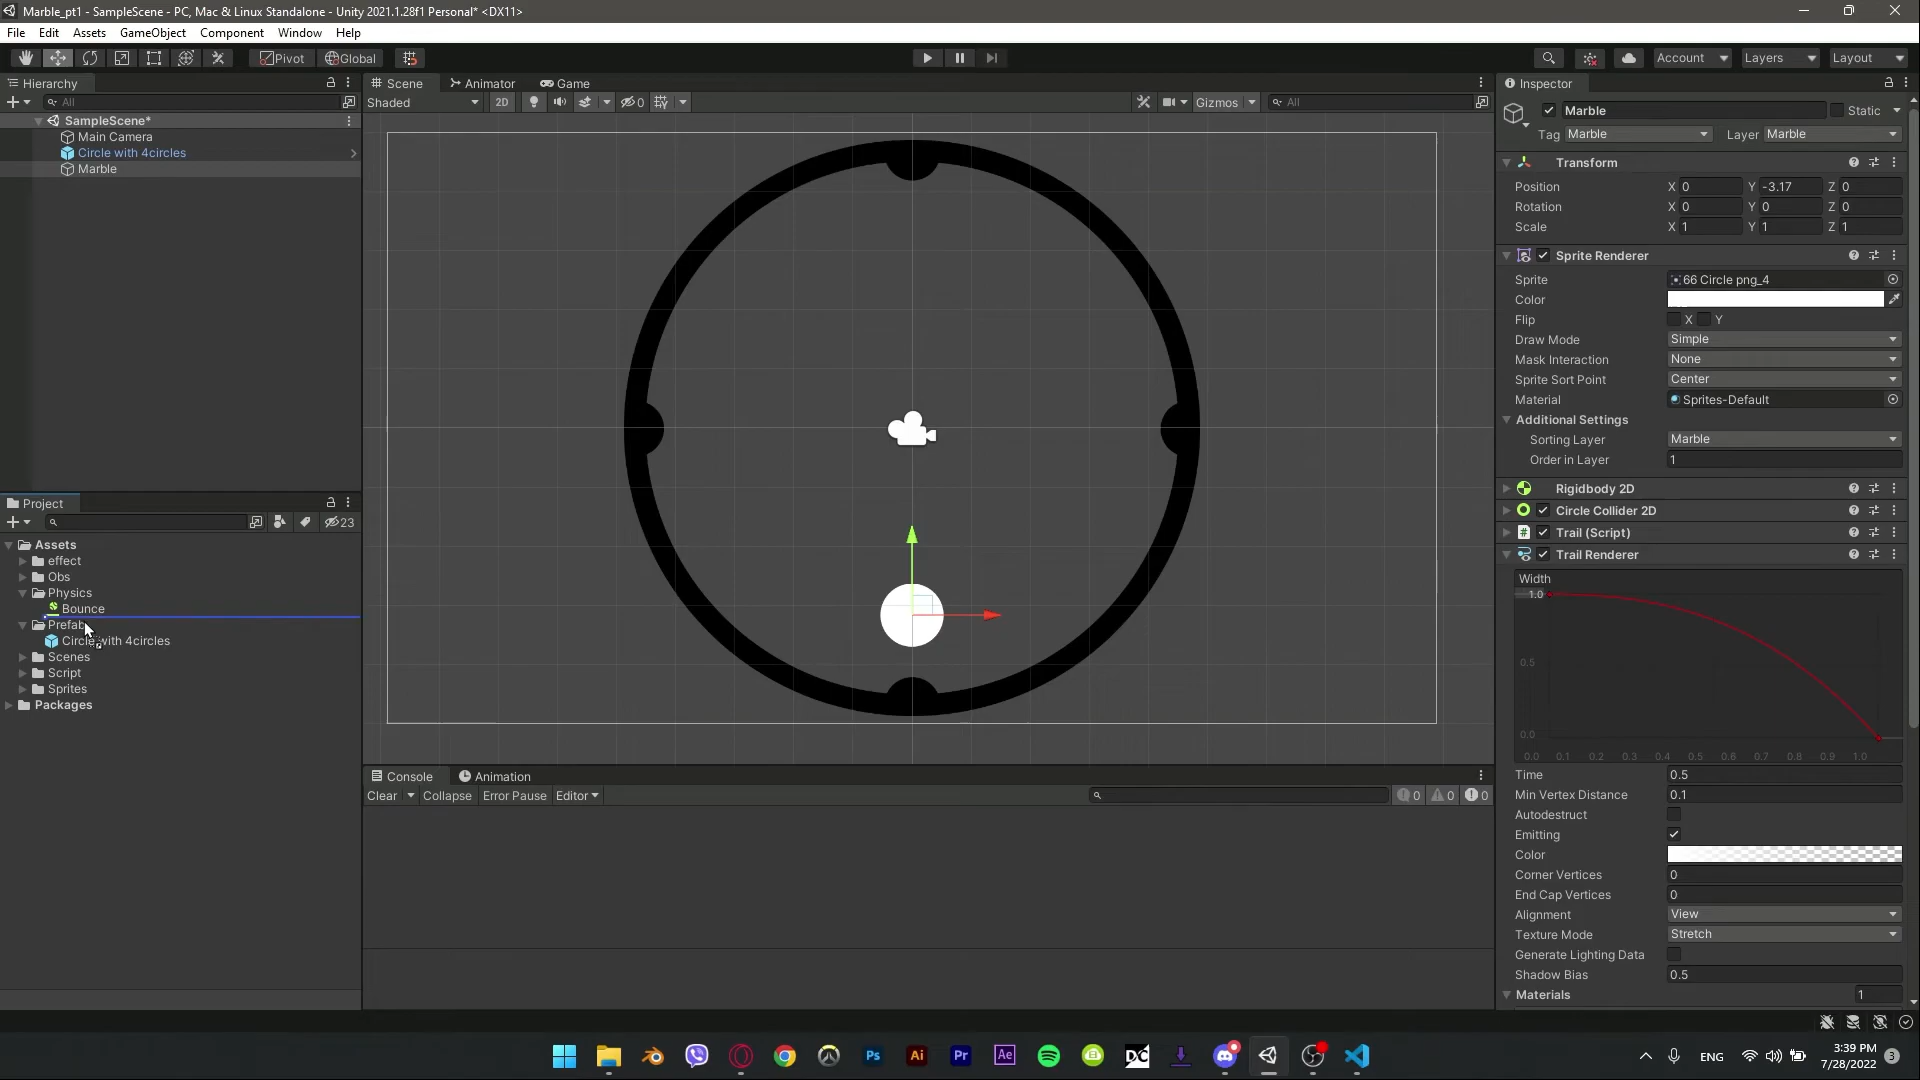 Marble_pt1 - SampleScene - PC, Mac & Linux Standalone - Unity 2021.1.28f1 Personal* <DX11>
File Edit Assets GameObject Component Window Help
Pivot Global Account Layers Layout
Hierarchy
All
SampleScene*
Main Camera
Circle with 4circles
Marble
Scene Animator Game
Shaded 2D 0 Gizmos All
Project
23
Assets
effect
Obs
Physics
Bounce
Prefab
Circle with 4circles
Scenes
Script
Sprites
Packages
Console Animation
Clear Collapse Error Pause Editor 0 0 0
Inspector
Marble Static
Tag Marble Layer Marble
Transform
Position X 0 Y -3.17 Z 0
Rotation X 0 Y 0 Z 0
Scale X 1 Y 1 Z 1
Sprite Renderer
Sprite 66 Circle png_4
Color
Flip X Y
Draw Mode Simple
Mask Interaction None
Sprite Sort Point Center
Material Sprites-Default
Additional Settings
Sorting Layer Marble
Order in Layer 1
Rigidbody 2D
Circle Collider 2D
Trail (Script)
Trail Renderer
Width
1.0
0.5
0.0
0.0 0.1 0.2 0.3 0.4 0.5 0.6 0.7 0.8 0.9 1.0
Time 0.5
Min Vertex Distance 0.1
Autodestruct
Emitting
Color
Corner Vertices 0
End Cap Vertices 0
Alignment View
Texture Mode Stretch
Generate Lighting Data
Shadow Bias 0.5
Materials 1
Ps Ai Pr Ae DC
ENG
3:39 PM
7/28/2022
3